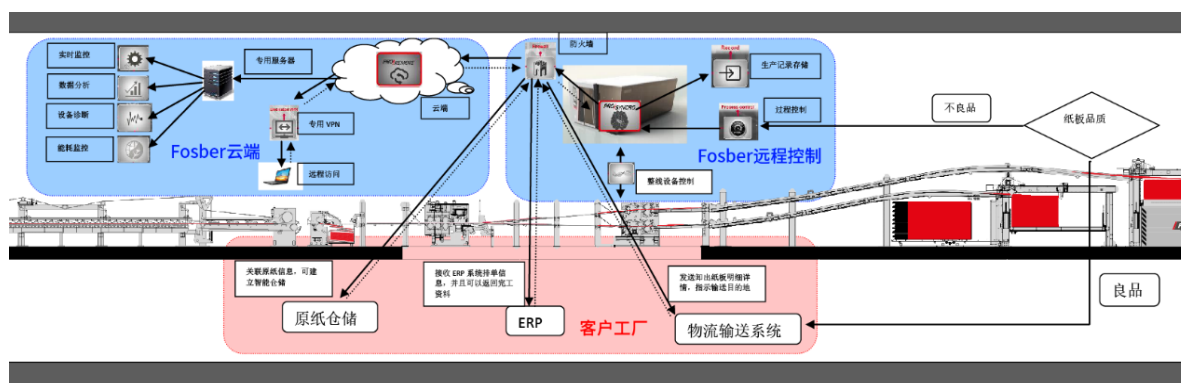 实时监控
数据分析
设备诊断
能耗监控
专用服务器
云端
专用 VPN
远程访问
Fosber云端
防火墙
生产记录存储
过程控制
Process control
整线设备控制
Fosber远程控制
不良品
纸板品质
良品
关联原纸信息，可建
立智能仓储
原纸仓储
接收 ERP 系统排单信
息，并且可以返回完工
资料
ERP
客户工厂
发送卸出纸板明细详
情，指示输送目的地
物流输送系统